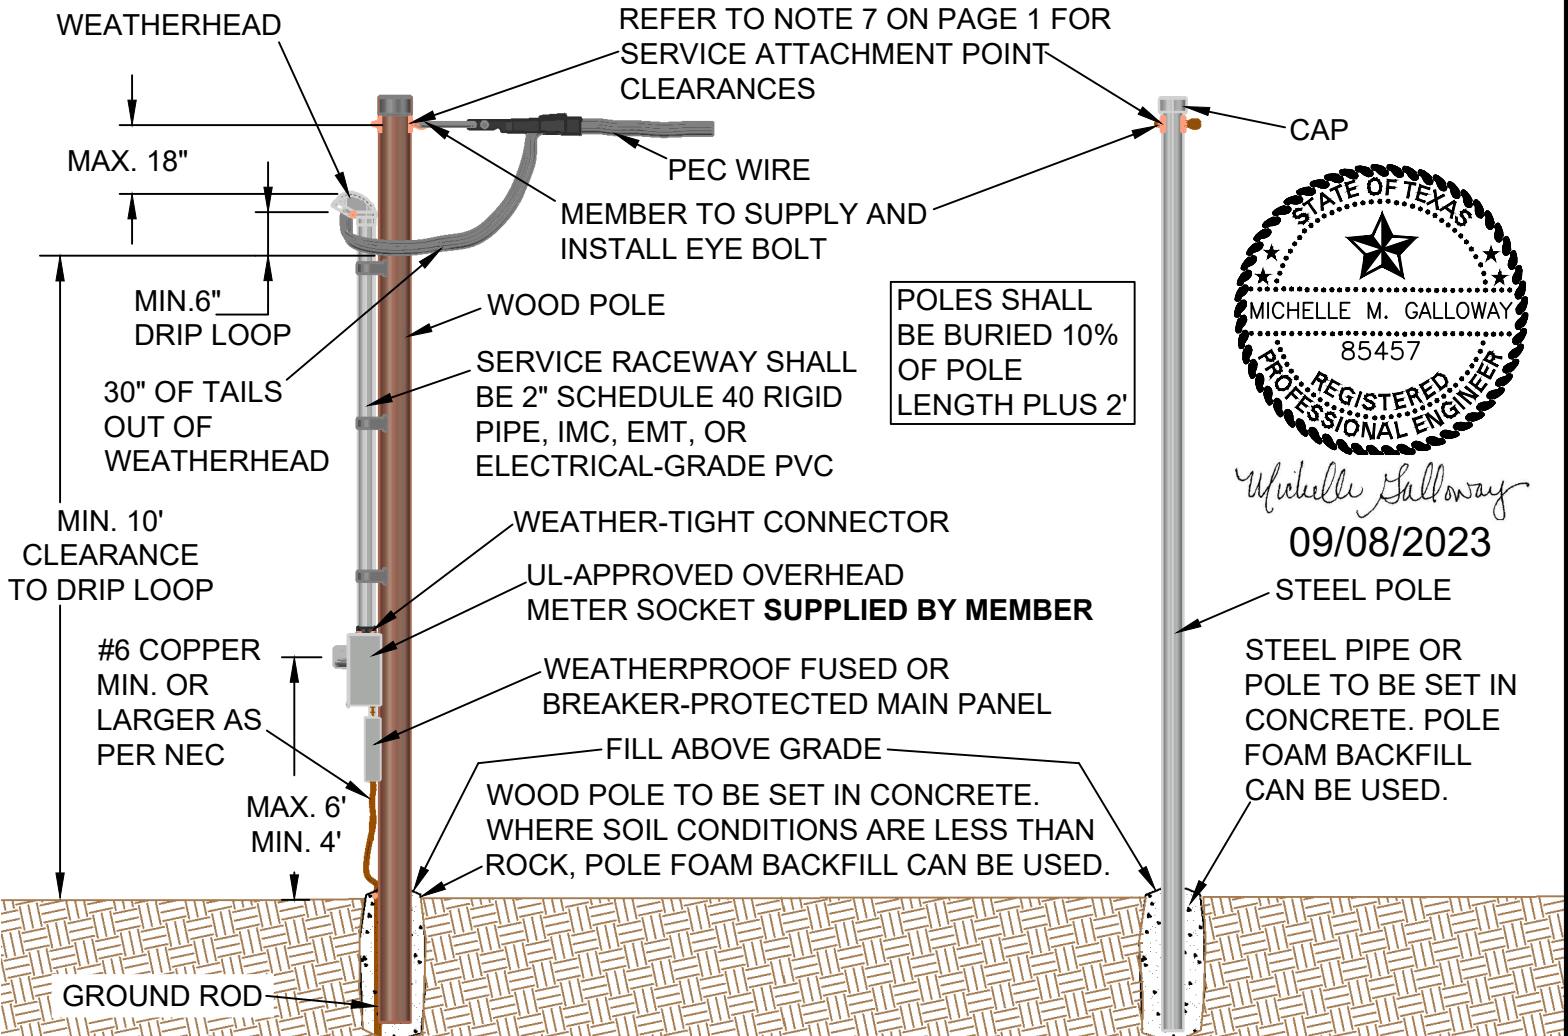 WEATHERHEAD
REFER TO NOTE 7 ON PAGE 1 FOR
SERVICE ATTACHMENT POINT
CLEARANCES
CAP
MAX. 18"
PEC WIRE
MEMBER TO SUPPLY AND
INSTALL EYE BOLT
MIN.6"
DRIP LOOP
WOOD POLE
POLES SHALL
BE BURIED 10%
OF POLE
LENGTH PLUS 2'
STATE OF TEXAS
MICHELLE M. GALLOWAY
85457
REGISTERED
PROFESSIONAL ENGINEER
Michelle Galloway
09/08/2023
30" OF TAILS
OUT OF
WEATHERHEAD
SERVICE RACEWAY SHALL
BE 2" SCHEDULE 40 RIGID
PIPE, IMC, EMT, OR
ELECTRICAL-GRADE PVC
MIN. 10'
CLEARANCE
TO DRIP LOOP
WEATHER-TIGHT CONNECTOR
UL-APPROVED OVERHEAD
METER SOCKET SUPPLIED BY MEMBER
STEEL POLE
#6 COPPER
MIN. OR
LARGER AS
PER NEC
WEATHERPROOF FUSED OR
BREAKER-PROTECTED MAIN PANEL
STEEL PIPE OR
POLE TO BE SET IN
CONCRETE. POLE
FOAM BACKFILL
CAN BE USED.
FILL ABOVE GRADE
MAX. 6'
MIN. 4'
WOOD POLE TO BE SET IN CONCRETE.
WHERE SOIL CONDITIONS ARE LESS THAN
ROCK, POLE FOAM BACKFILL CAN BE USED.
GROUND ROD